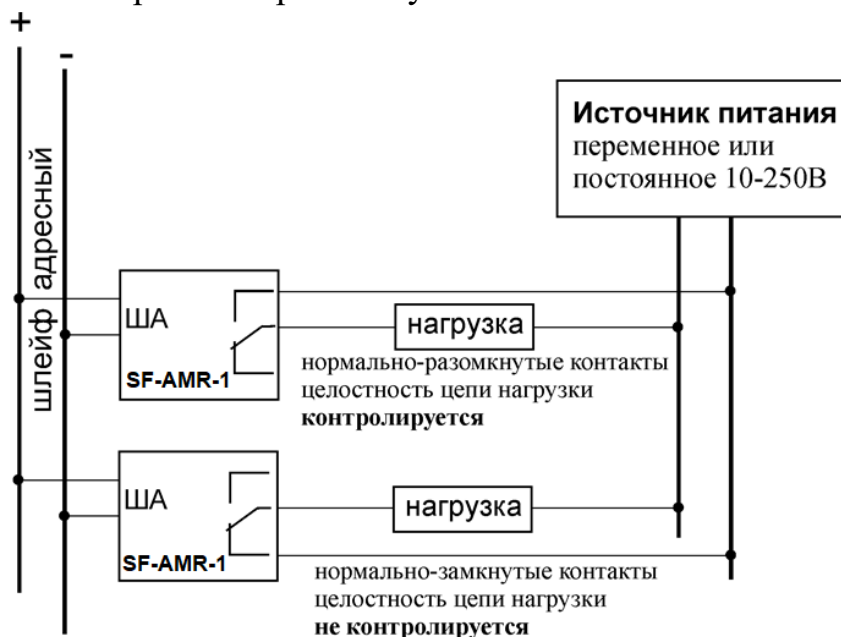 +
-
Источник питания
переменное или
постоянное 10-250В
шлейф адресный
ША
SF-AMR-1
нагрузка
нормально-разомкнутые контакты
целостность цепи нагрузки
контролируется
ША
SF-AMR-1
нагрузка
нормально-замкнутые контакты
целостность цепи нагрузки
не контролируется